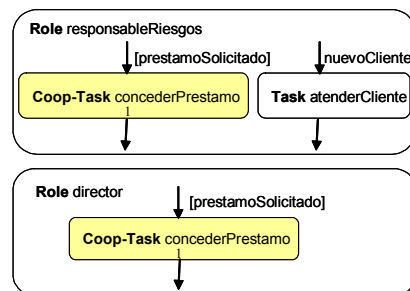 Role responsableRiesgos
[prestamoSolicitado]
nuevoCliente
Coop-Task concederPrestamo
1
Task atenderCliente
Role director
[prestamoSolicitado]
Coop-Task concederPrestamo
1